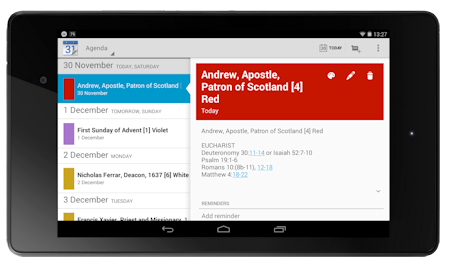 13:27
31
Agenda
TODAY
30 November TODAY, SATURDAY
Andrew, Apostle, Patron of Scotland [4]
30 November
1 December TOMORROW, SUNDAY
First Sunday of Advent [1] Violet
1 December
2 December MONDAY
Nicholas Ferrar, Deacon, 1637 [6] White
2 December
3 December TUESDAY
Francis Xavier, Priest and Missionary, 1
Andrew, Apostle,
Patron of Scotland [4]
Red
Today
Andrew, Apostle, Patron of Scotland [4] Red
EUCHARIST
Deuteronomy 30:11-14 or Isaiah 52:7-10
Psalm 19:1-6
Romans 10:(8b-11), 12-18
Matthew 4:18-22
REMINDERS
Add reminder